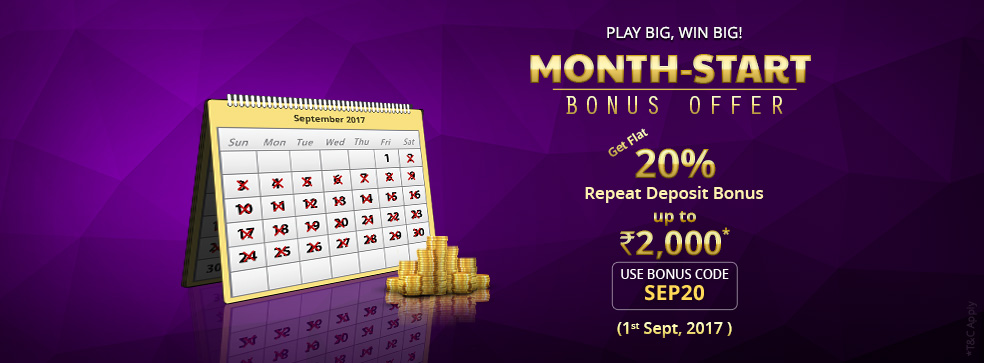 PLAY BIG, WIN BIG!
MONTH-START
BONUS OFFER
Get Flat
20%
Repeat Deposit Bonus
up to
₹2,000*
USE BONUS CODE
SEP20
(1st Sept, 2017 )
*T&C Apply
September 2017
Sun Mon Tue Wed Thu Fri Sat
1 2
3 4 5 6 7 8 9
10 11 12 13 14 15 16
17 18 19 20 21 22 23
24 25 26 27 28 29 30
30